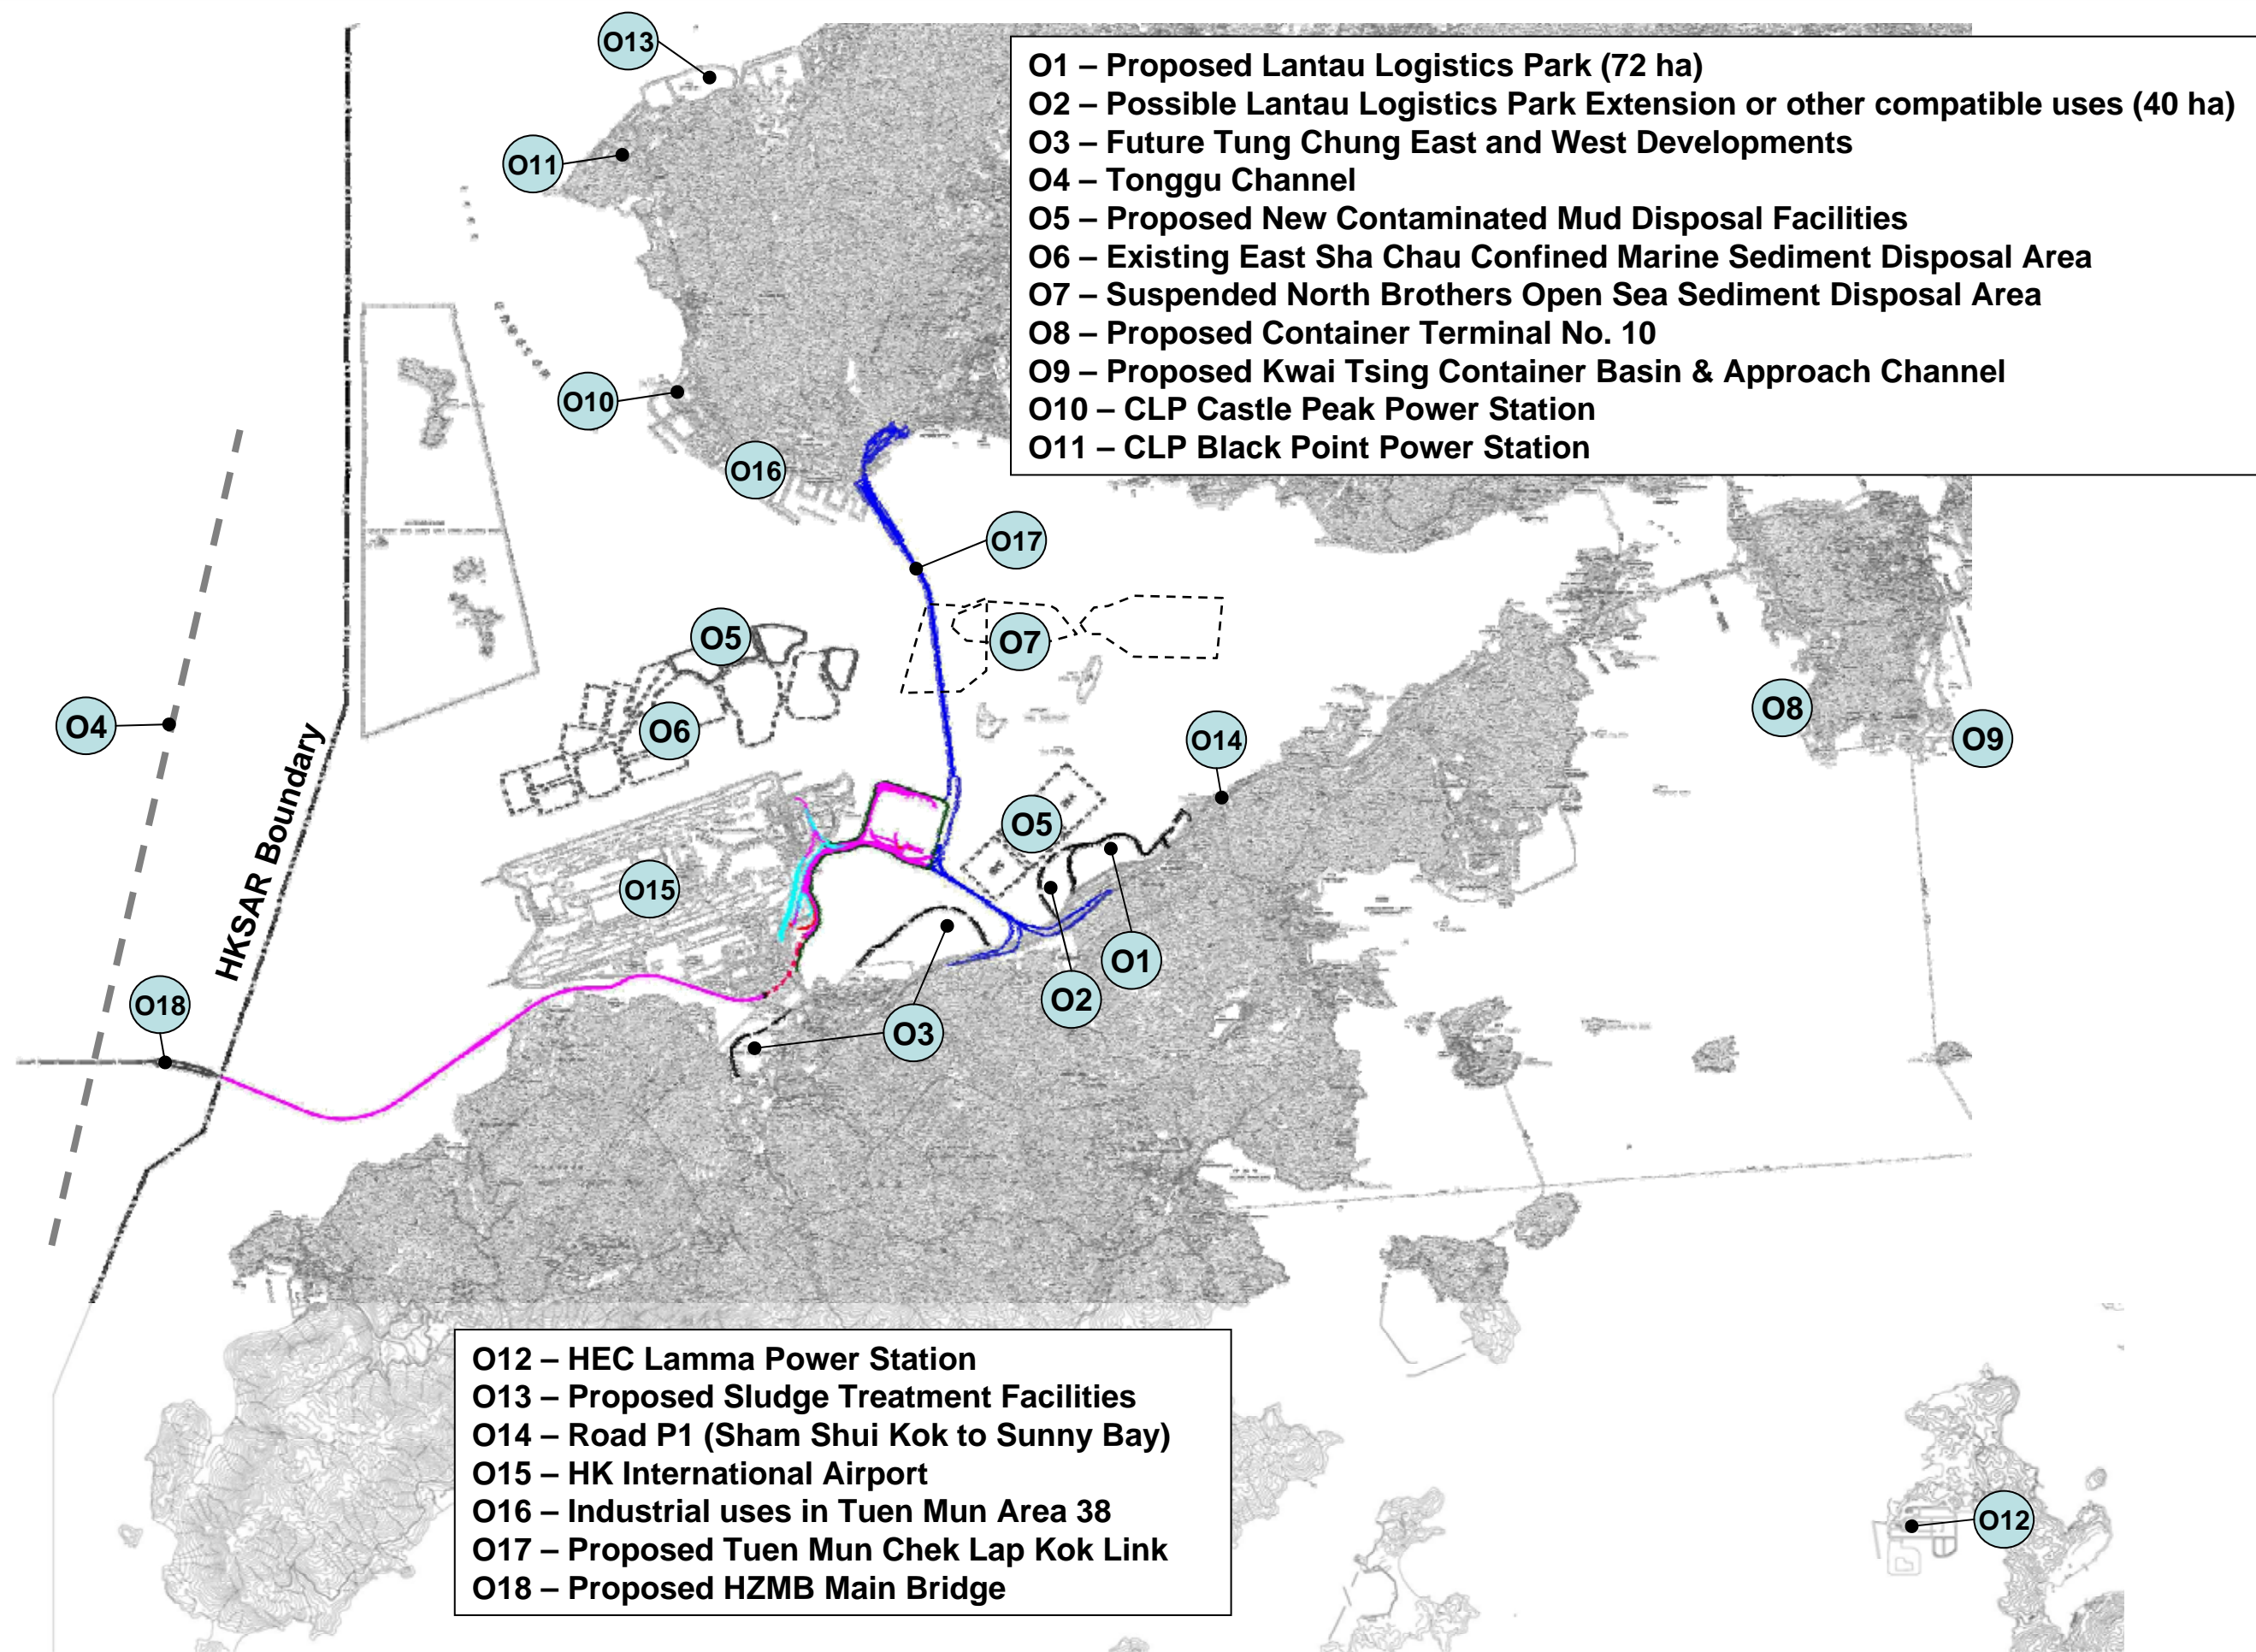 O13
O1 – Proposed Lantau Logistics Park (72 ha)
O2 – Possible Lantau Logistics Park Extension or other compatible uses (40 ha)
O3 – Future Tung Chung East and West Developments
O4 – Tonggu Channel
O5 – Proposed New Contaminated Mud Disposal Facilities
O6 – Existing East Sha Chau Confined Marine Sediment Disposal Area
O7 – Suspended North Brothers Open Sea Sediment Disposal Area
O8 – Proposed Container Terminal No. 10
O9 – Proposed Kwai Tsing Container Basin & Approach Channel
O10 – CLP Castle Peak Power Station
O11 – CLP Black Point Power Station
O11
O10
O16
O17
O5
O7
O6
O4
O8
O9
O14
HKSAR Boundary
O5
O15
O1
O2
O18
O3
O12 – HEC Lamma Power Station
O13 – Proposed Sludge Treatment Facilities
O14 – Road P1 (Sham Shui Kok to Sunny Bay)
O15 – HK International Airport
O16 – Industrial uses in Tuen Mun Area 38
O17 – Proposed Tuen Mun Chek Lap Kok Link
O18 – Proposed HZMB Main Bridge
O12